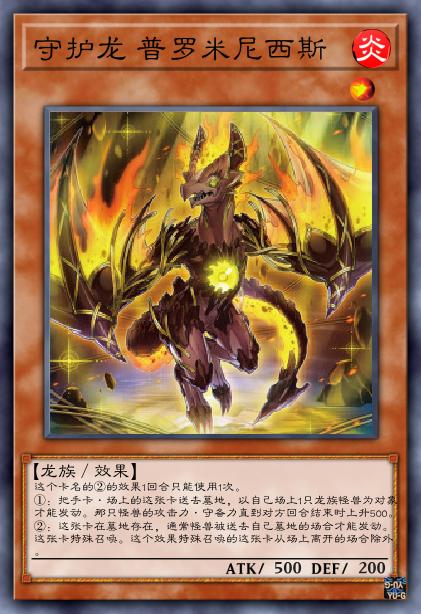 守护龙 普罗米尼西斯
炎
【龙族／效果】
这个卡名的②的效果1回合只能使用1次。
①：把手卡・场上的这张卡送去墓地，以自己场上1只龙族怪兽为对象
才能发动。那只怪兽的攻击力・守备力直到对方回合结束时上升500。
②：这张卡在墓地存在，通常怪兽被送去自己墓地的场合才能发动。
这张卡特殊召唤。这个效果特殊召唤的这张卡从场上离开的场合除外
。
ATK/ 500 DEF/ 200